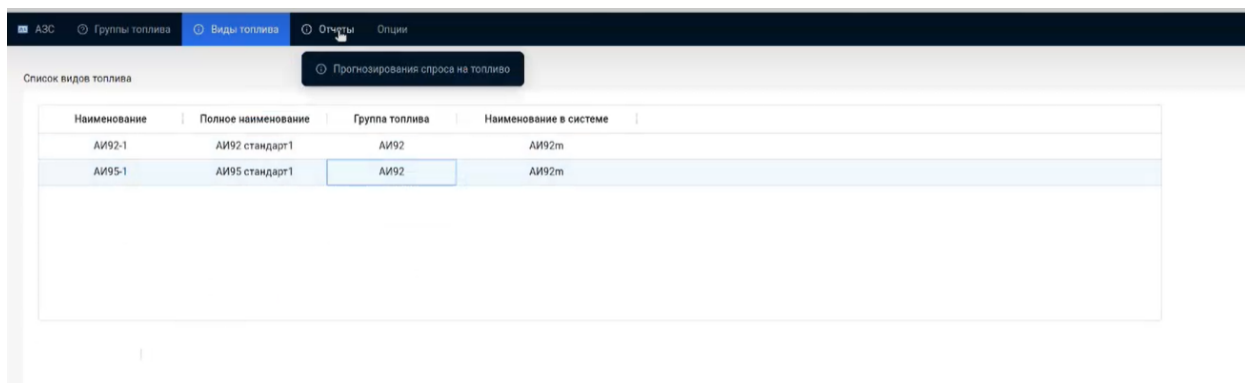 АЗС Группы топлива Виды топлива Отчеты Опции
Прогнозирования спроса на топливо
Список видов топлива
Наименование Полное наименование Группа топлива Наименование в системе
АИ92-1 АИ92 стандарт1 АИ92 АИ92m
АИ95-1 АИ95 стандарт1 АИ92 АИ92m